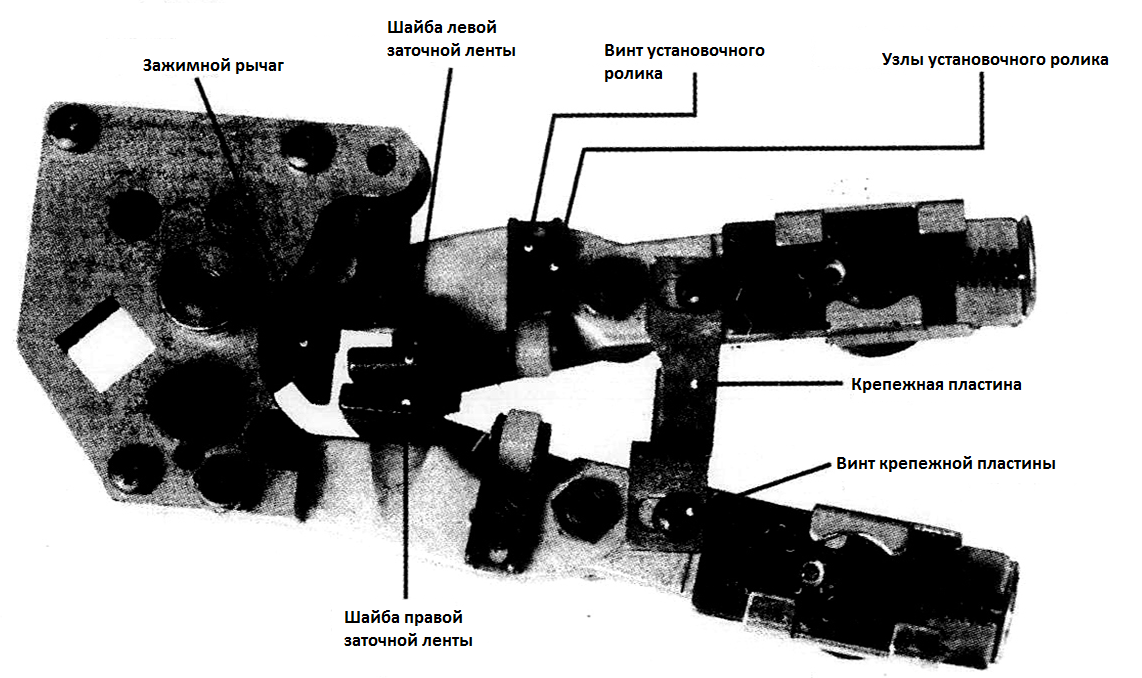 Шайба левой
заточной ленты
Винт установочного
ролика
Узлы установочного ролика
Зажимной рычаг
Крепежная пластина
Винт крепежной пластины
Шайба правой
заточной ленты